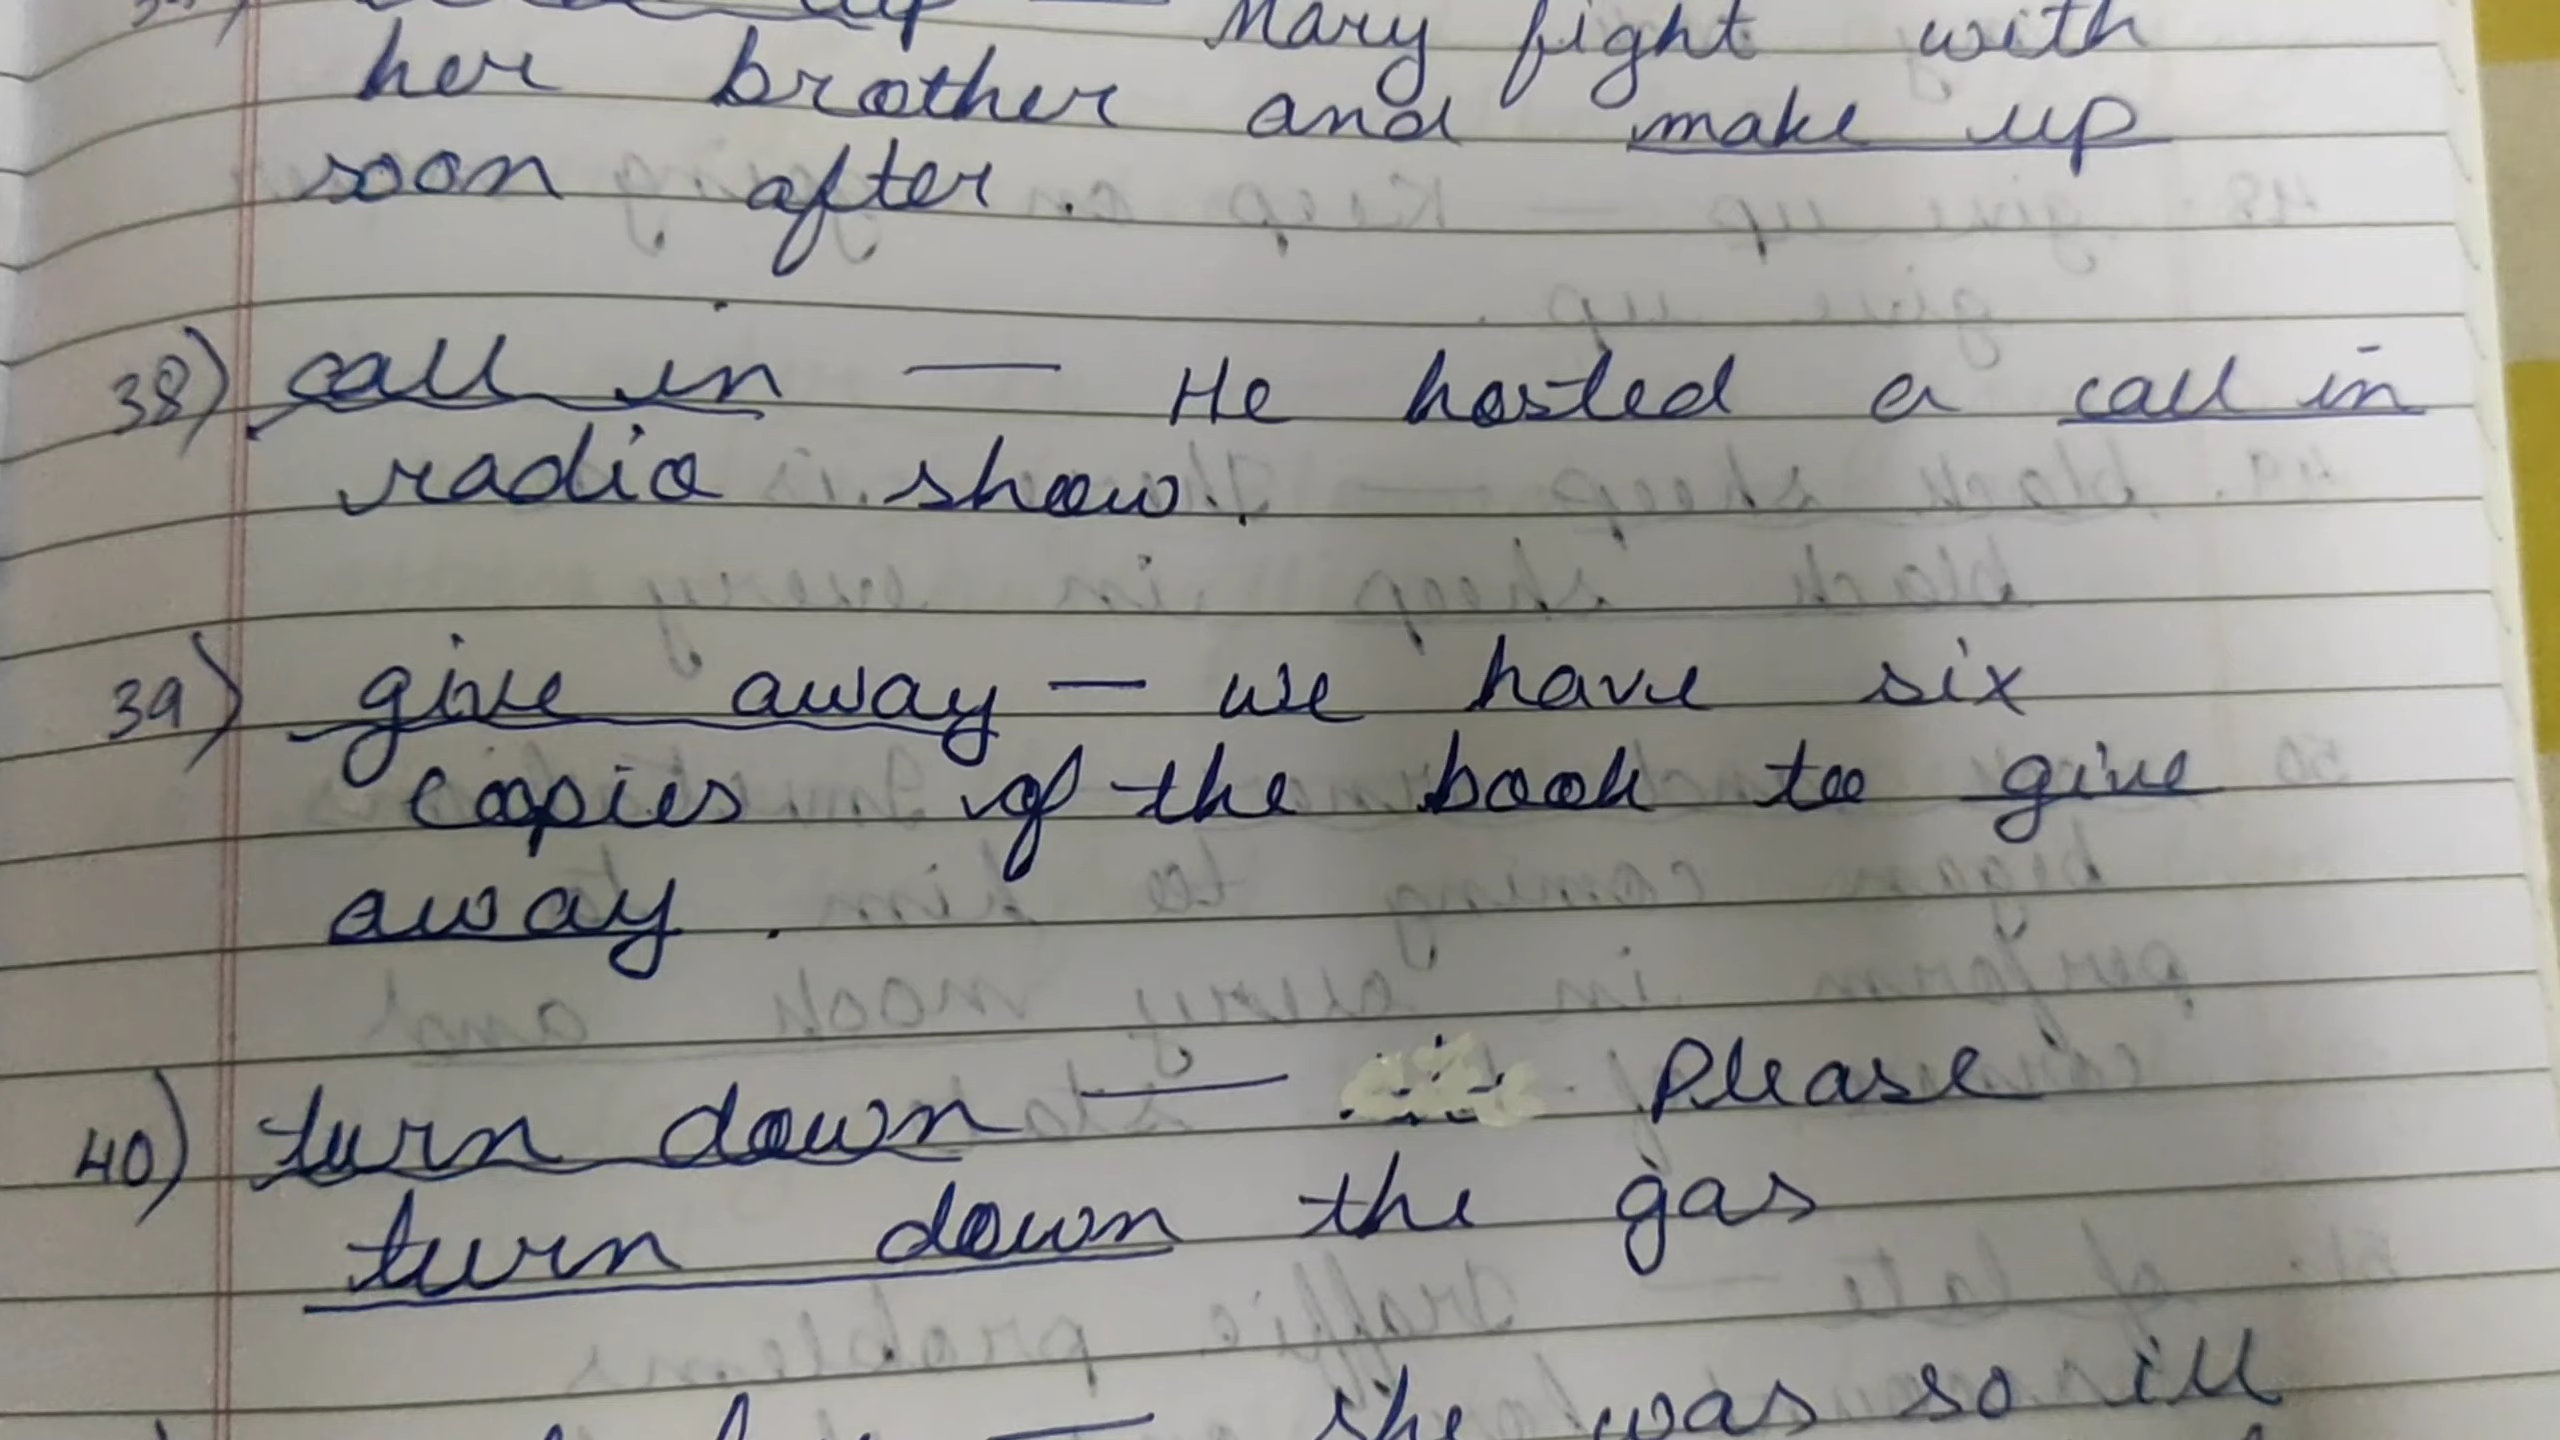 up — Mary fight with
her brother and make up
soon after.
38) call in — He hosted a call in
radio show.
39) give away — we have six
copies of the book to give
away.
40) turn down — Please
turn down the gas
— she was so ill